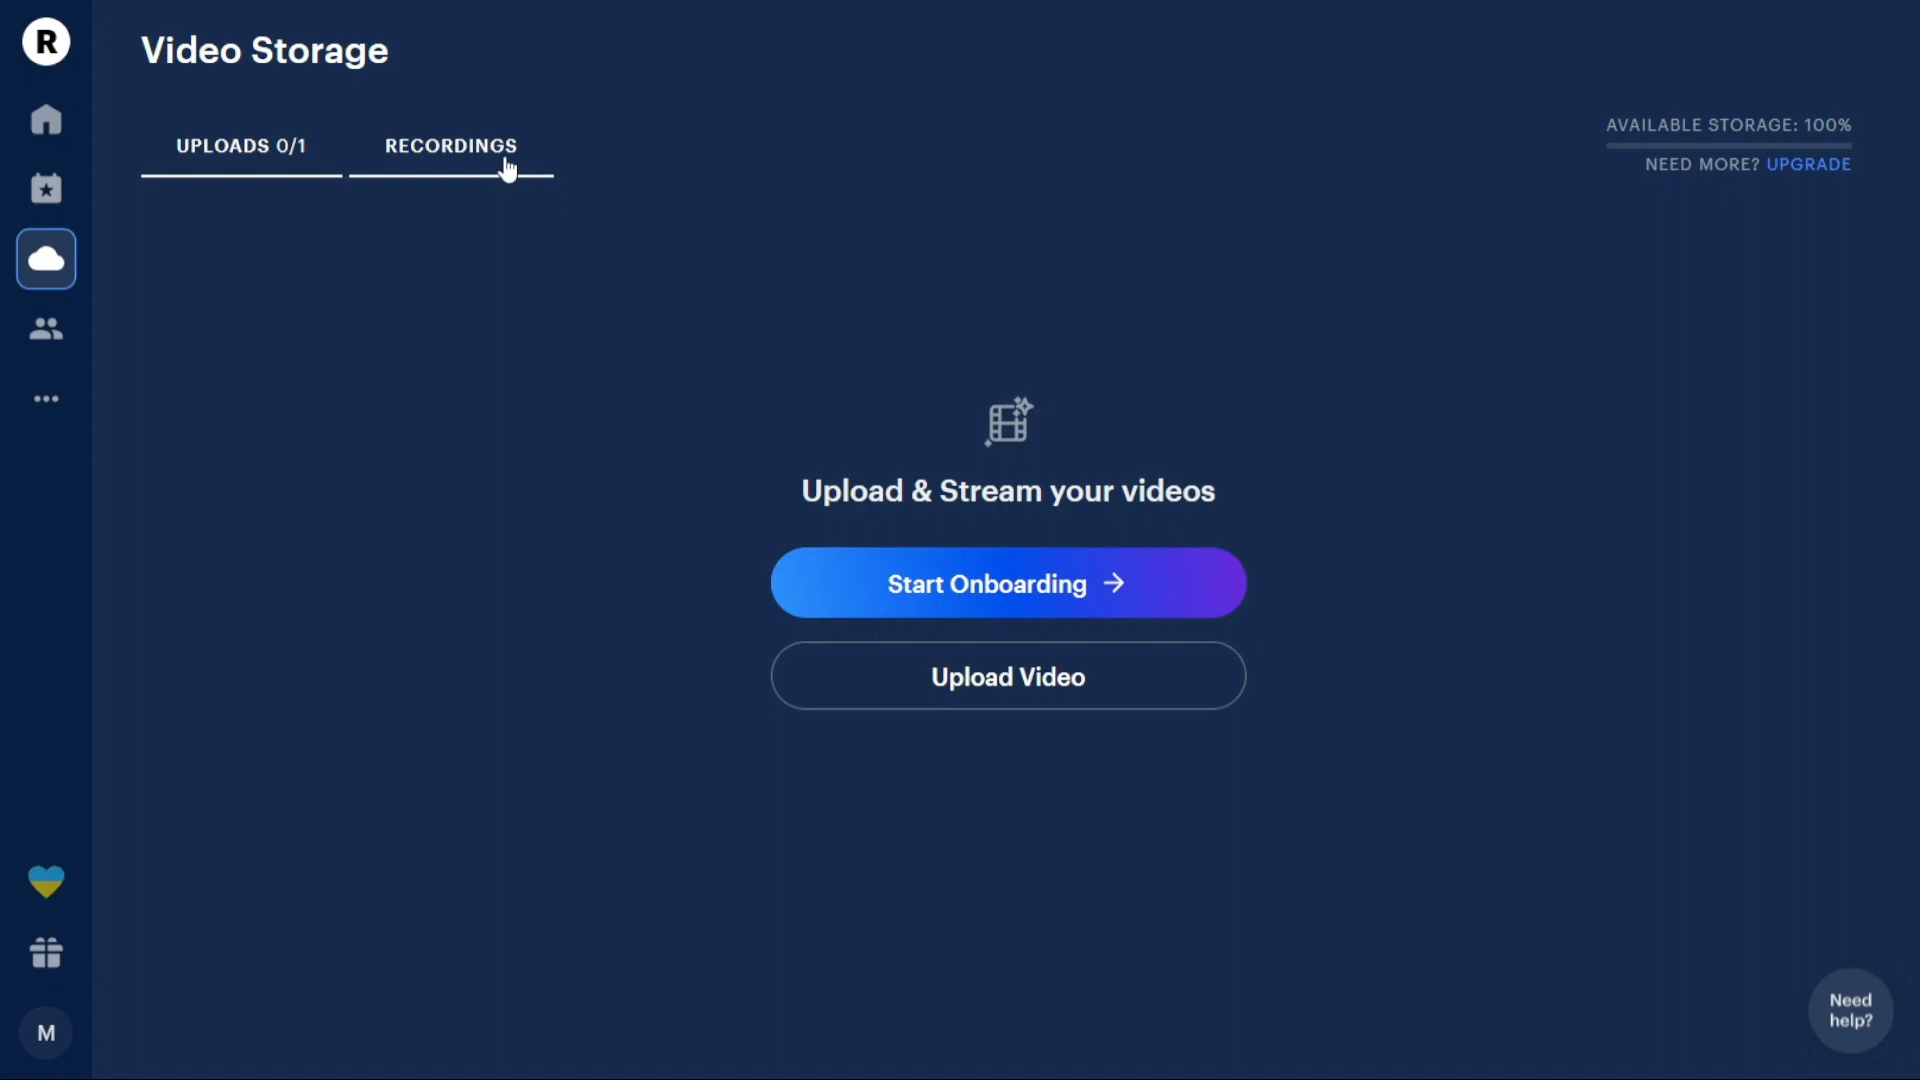 R
Video Storage
UPLOADS 0/1
RECORDINGS
AVAILABLE STORAGE: 100%
NEED MORE? UPGRADE
Upload & Stream your videos
Start Onboarding →
Upload Video
Need
help?
M